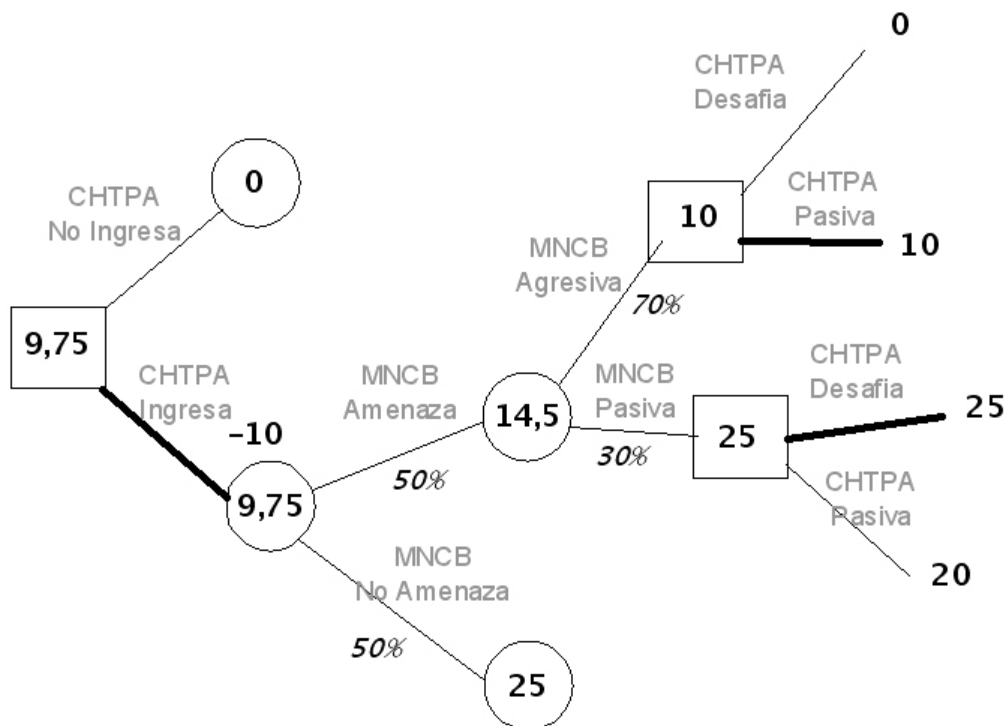 0
CHTPA
Desafia
0
CHTPA
No Ingresa
CHTPA
Pasiva
10
10
MNCB
Agresiva
70%
9,75
CHTPA
Ingresa
-10
MNCB
Amenaza
50%
14,5
MNCB
Pasiva
30%
CHTPA
Desafia
25
25
CHTPA
Pasiva
20
9,75
MNCB
No Amenaza
50%
25